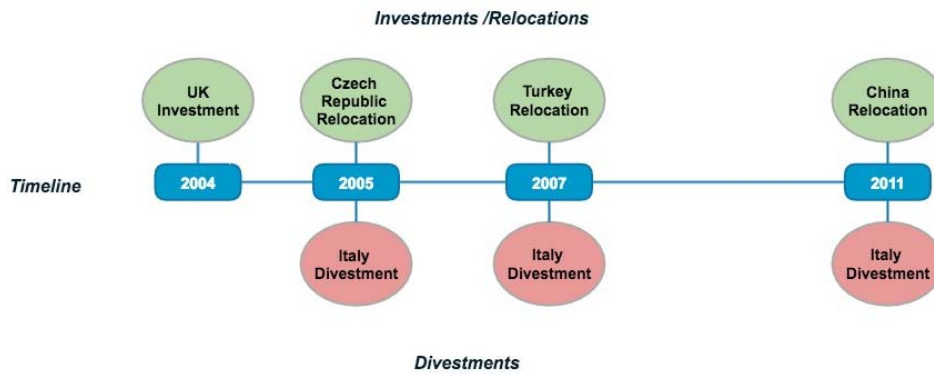 Investments /Relocations
UK
Investment
Czech
Republic
Relocation
Turkey
Relocation
China
Relocation
Timeline
2004
2005
2007
2011
Italy
Divestment
Italy
Divestment
Italy
Divestment
Divestments